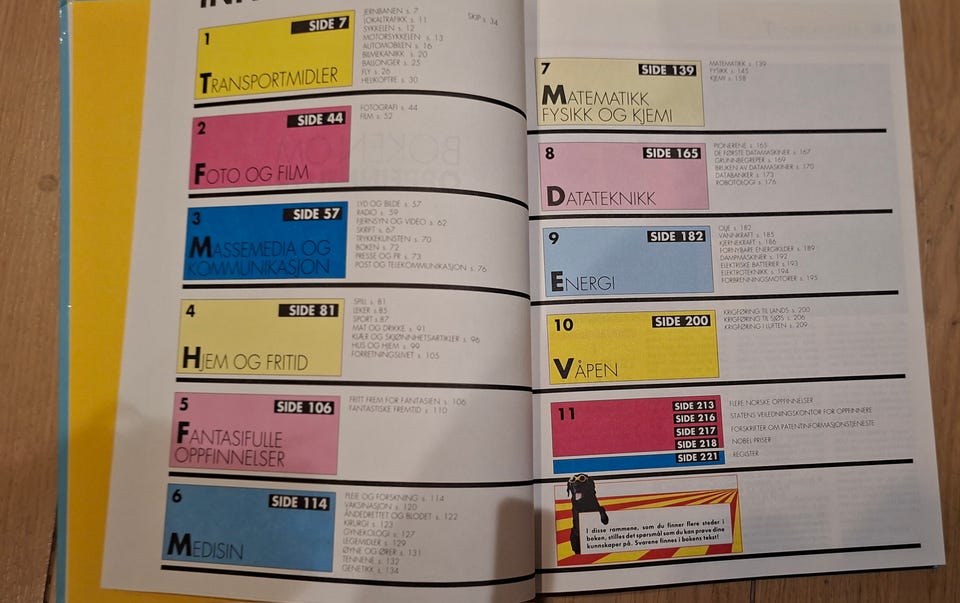 1
SIDE 7
TRANSPORTMIDLER
JERNBANEN s. 7
LOKALTRAFIKK s. 11
SYKKELEN s. 12
MOTORSYKKELEN s. 13
AUTOMOBILEN s. 16
BILMEKANIKK s. 20
BALLONGER s. 25
FLY s. 26
HELIKOPTRE s. 30
SKIP s. 34
2
SIDE 44
FOTO OG FILM
FOTOGRAFI s. 44
FILM s. 52
3
SIDE 57
MASSEMEDIA OG
KOMMUNIKASJON
LYD OG BILDE s. 57
RADIO s. 59
FJERNSYN OG VIDEO s. 62
SKRIFT s. 67
TRYKKEKUNSTEN s. 70
BOKEN s. 72
PRESSE OG PR s. 73
POST OG TELEKOMMUNIKASJON s. 76
4
SIDE 81
HJEM OG FRITID
SPILL s. 81
LEKER s. 85
SPORT s. 87
MAT OG DRIKKE s. 91
KLÆR OG SKJØNNHETSARTIKLER s. 96
HUS OG HJEM s. 99
FORRETNINGSLIVET s. 105
5
SIDE 106
FANTASIFULLE
OPPFINNELSER
FRITT FREM FOR FANTASIEN s. 106
FANTASTISKE FREMTID s. 110
6
SIDE 114
MEDISIN
PLEIE OG FORSKNING s. 114
VAKSINASJON s. 120
ÅNDEDRETTET OG BLODET s. 122
KIRURGI s. 123
GYNEKOLOGI s. 127
LEGEMIDLER s. 129
ØYNE OG ØRER s. 131
TENNENE s. 132
GENETIKK s. 134
7
SIDE 139
MATEMATIKK
FYSIKK OG KJEMI
MATEMATIKK s. 139
FYSIKK s. 145
KJEMI s. 158
8
SIDE 165
DATATEKNIKK
PIONERENE s. 165
DE FØRSTE DATAMASKINER s. 167
GRUNNBEGREPER s. 169
BRUKEN AV DATAMASKINER s. 170
DATABANKER s. 173
ROBOTOLOGI s. 176
9
SIDE 182
ENERGI
OLJE s. 182
VANNKRAFT s. 185
KJERNEKRAFT s. 186
FORNYBARE ENERGIKILDER s. 189
DAMPMASKINER s. 192
ELEKTRISKE BATTERIER s. 193
ELEKTROTEKNIKK s. 194
FORBRENNINGSMOTORER s. 195
10
SIDE 200
VÅPEN
KRIGFØRING TIL LANDS s. 200
KRIGFØRING TIL SJØS s. 206
KRIGFØRING I LUFTEN s. 209
11
SIDE 213 FLERE NORSKE OPPFINNELSER
SIDE 216 STATENS VEILEDNINGSKONTOR FOR OPPFINNERE
SIDE 217 FORSKRIFTER OM PATENTINFORMASJONSTJENESTE
SIDE 218 NOBEL-PRISER
SIDE 221 REGISTER
I disse rammene, som du finner flere steder i
boken, stilles det spørsmål som du kan prøve dine
kunnskaper på. Svarene finnes i bokens tekst!